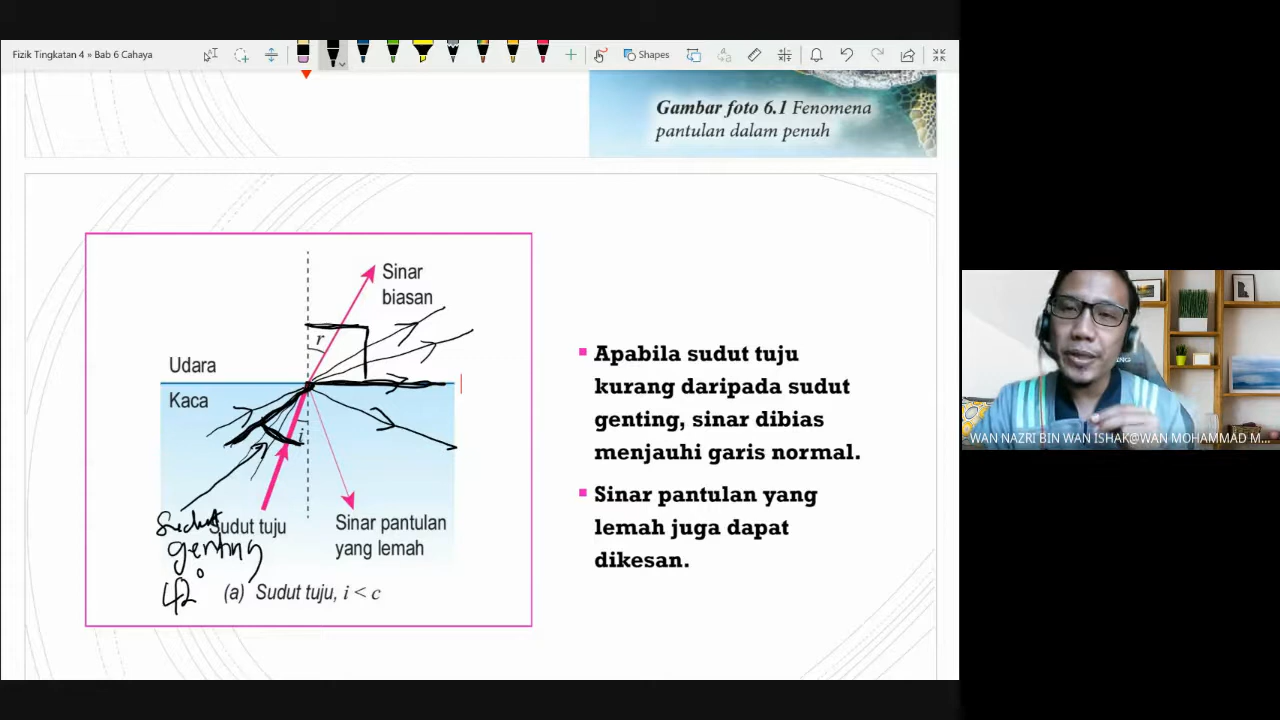 Fizik Tingkatan 4 » Bab 6 Cahaya
Shapes
Gambar foto 6.1 Fenomena
pantulan dalam penuh
Sinar
biasan
r
Udara
Kaca
i
Sudut tuju
Sinar pantulan
yang lemah
Sudut
genting
42°
(a) Sudut tuju, i < c
Apabila sudut tuju
kurang daripada sudut
genting, sinar dibias
menjauhi garis normal.
Sinar pantulan yang
lemah juga dapat
dikesan.
WAN NAZRI BIN WAN ISHAK@WAN MOHAMMAD M...